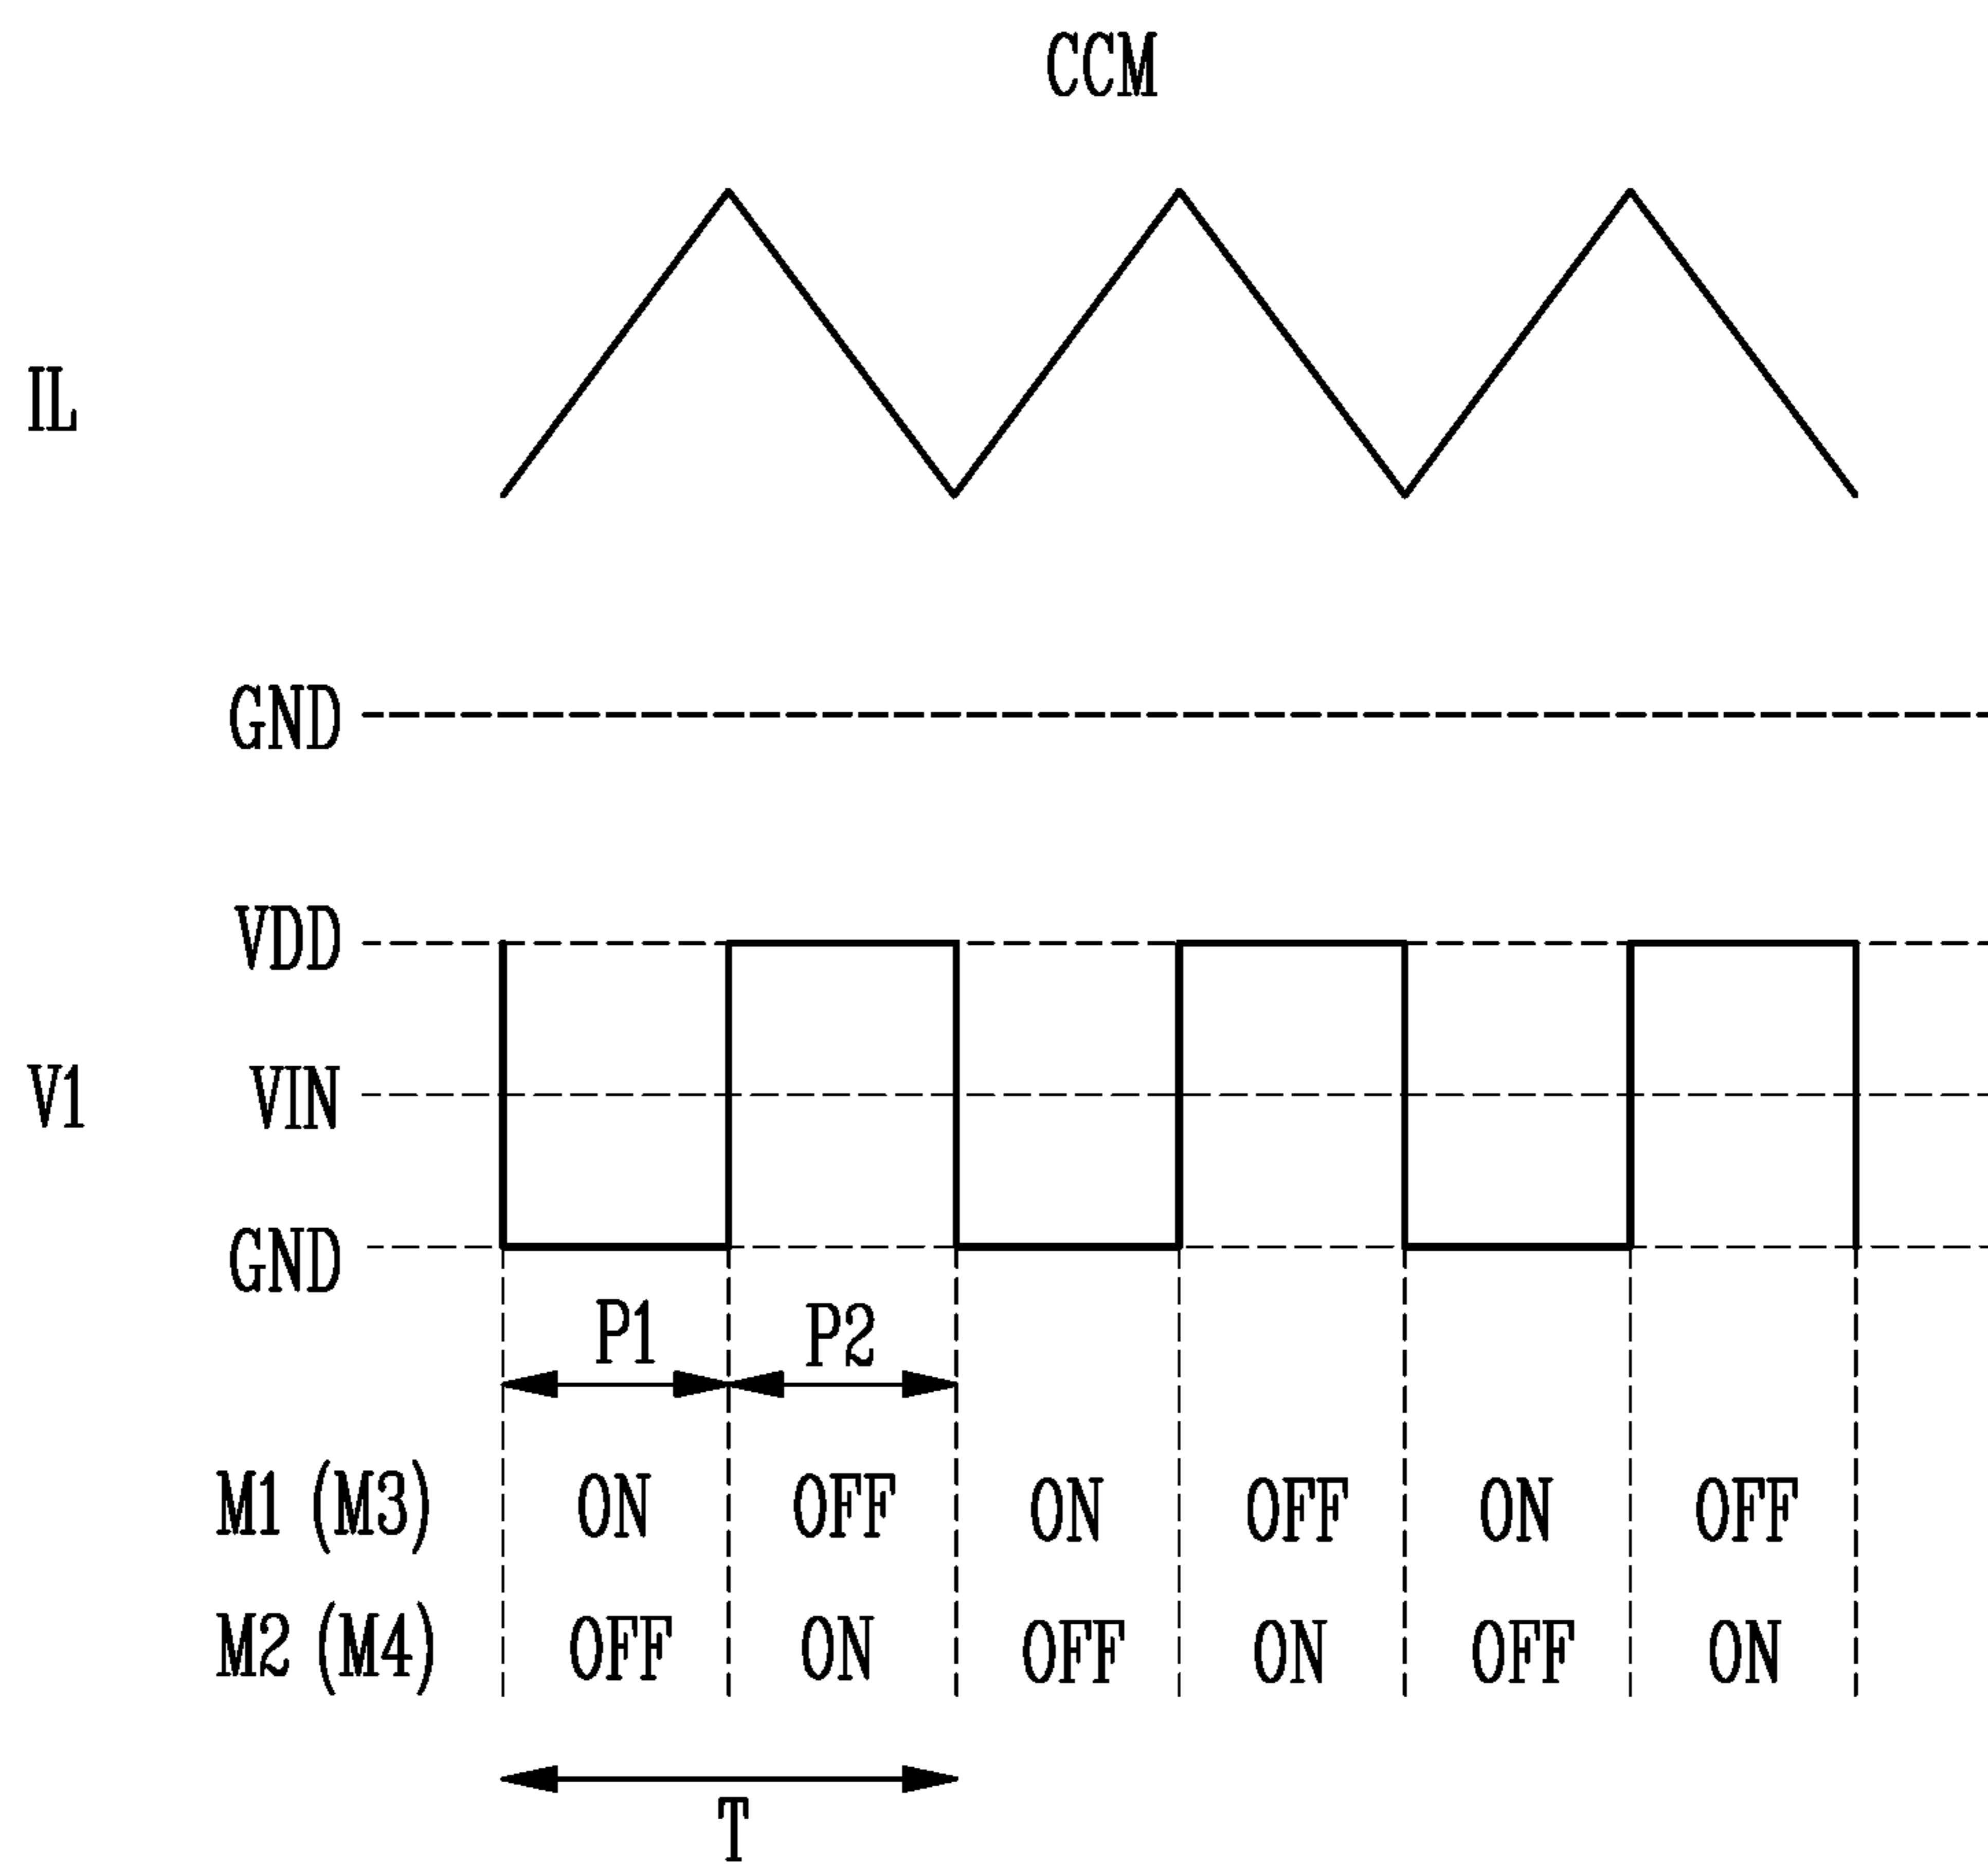 CCM
IL
GND
VDD
V1 VIN
GND
P1 P2
M1 (M3) ON OFF ON OFF ON OFF
M2 (M4) OFF ON OFF ON OFF ON
T